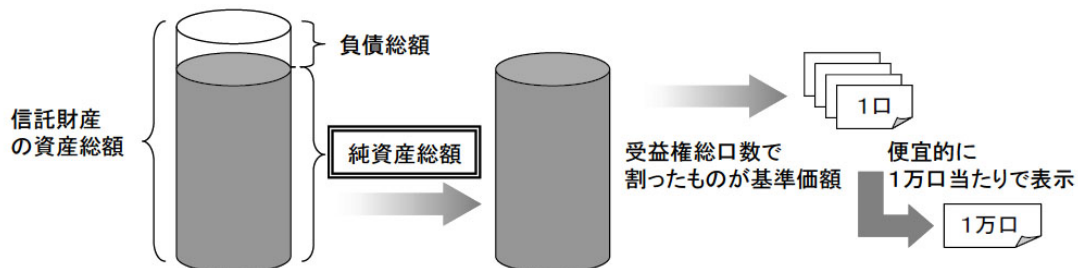 負債総額
信託財産
の資産総額
純資産総額
受益権総口数で
割ったものが基準価額
1口
便宜的に
1万口当たりで表示
1万口